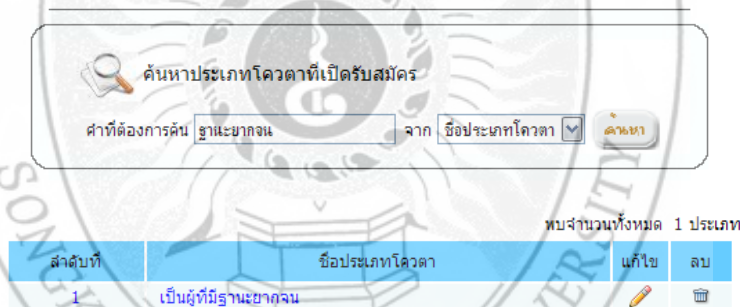 ค้นหาประเภทโควตาที่เปิดรับสมัคร
คำที่ต้องการค้น ฐานะยากจน จาก ชื่อประเภทโควตา ค้นหา
พบจำนวนทั้งหมด 1 ประเภท
ลำดับที่ ชื่อประเภทโควตา แก้ไข ลบ
1 เป็นผู้ที่มีฐานะยากจน